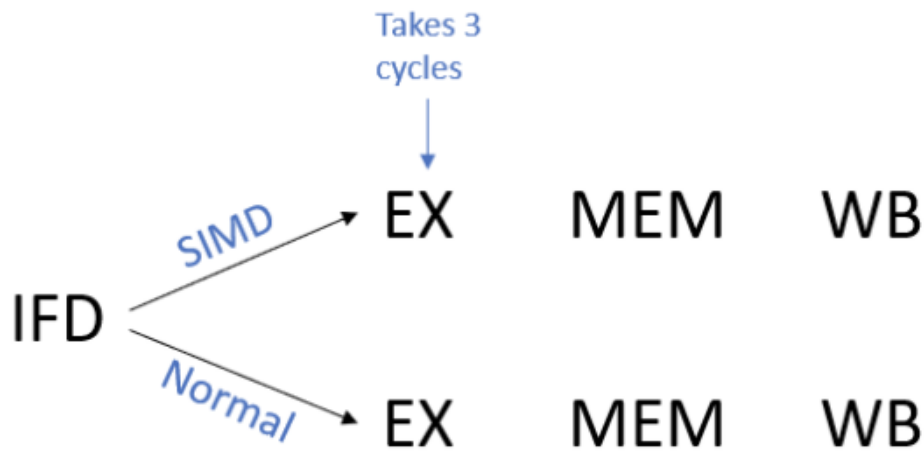 Takes 3
cycles
SIMD
EX MEM WB
IFD
Normal
EX MEM WB